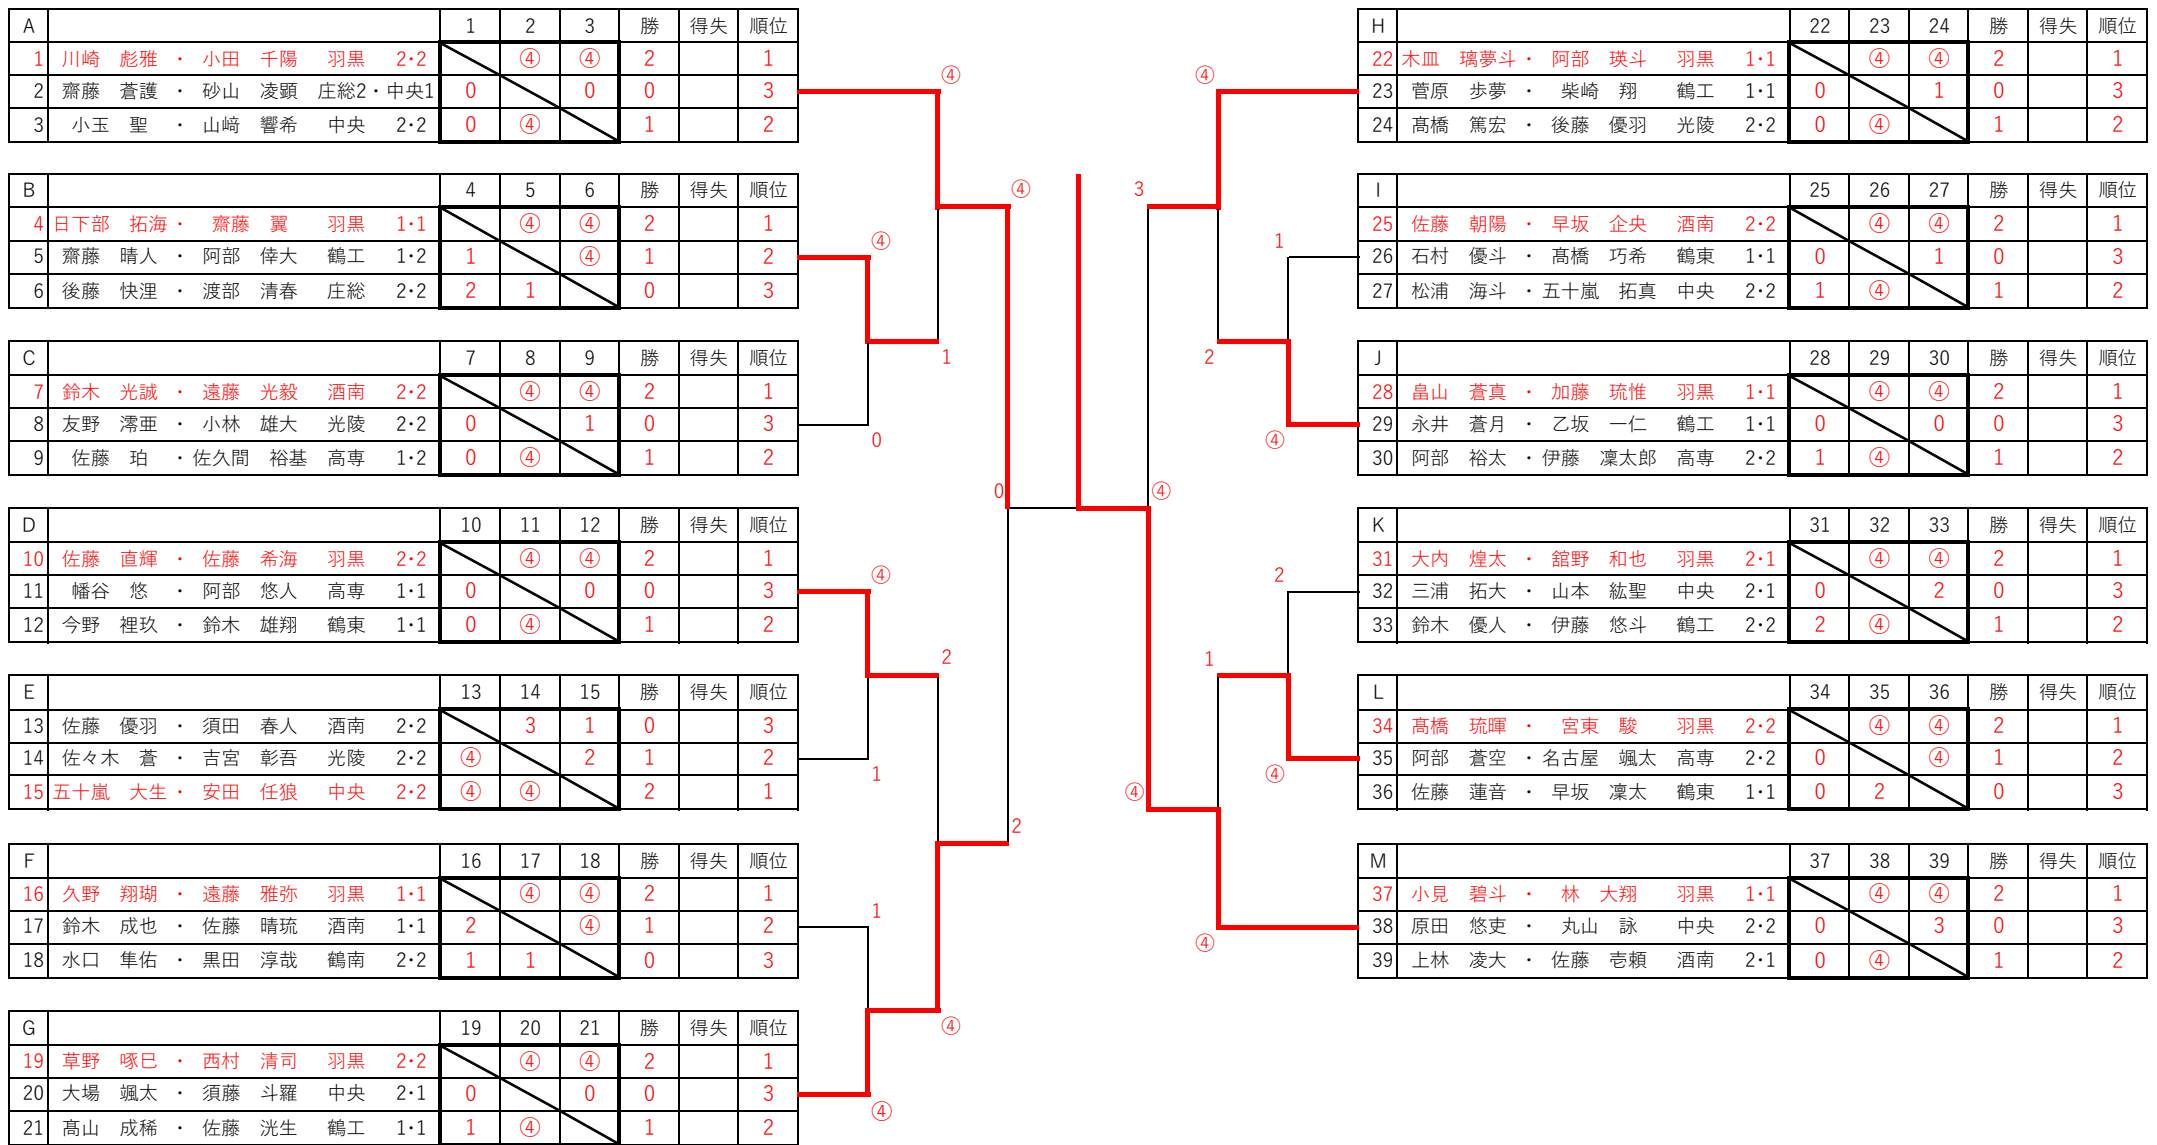 A 1 2 3 勝 得失 順位
1 川崎 彪雅 ・ 小田 千陽 羽黒 2・2 ④ ④ 2 1
2 齋藤 蒼護 ・ 砂山 凌顕 庄総2・中央1 0 0 0 3
3 小玉 聖 ・ 山﨑 響希 中央 2・2 0 ④ 1 2
B 4 5 6 勝 得失 順位
4 日下部 拓海 ・ 齋藤 翼 羽黒 1・1 ④ ④ 2 1
5 齋藤 晴人 ・ 阿部 倖大 鶴工 1・2 1 ④ 1 2
6 後藤 快浬 ・ 渡部 清春 庄総 2・2 2 1 0 3
C 7 8 9 勝 得失 順位
7 鈴木 光誠 ・ 遠藤 光毅 酒南 2・2 ④ ④ 2 1
8 友野 澪亜 ・ 小林 雄大 光陵 2・2 0 1 0 3
9 佐藤 珀 ・ 佐久間 裕基 高専 1・2 0 ④ 1 2
D 10 11 12 勝 得失 順位
10 佐藤 直輝 ・ 佐藤 希海 羽黒 2・2 ④ ④ 2 1
11 幡谷 悠 ・ 阿部 悠人 高専 1・1 0 0 0 3
12 今野 裡玖 ・ 鈴木 雄翔 鶴東 1・1 0 ④ 1 2
E 13 14 15 勝 得失 順位
13 佐藤 優羽 ・ 須田 春人 酒南 2・2 3 1 0 3
14 佐々木 蒼 ・ 吉宮 彰吾 光陵 2・2 ④ 2 1 2
15 五十嵐 大生 ・ 安田 任狼 中央 2・2 ④ ④ 2 1
F 16 17 18 勝 得失 順位
16 久野 翔瑚 ・ 遠藤 雅弥 羽黒 1・1 ④ ④ 2 1
17 鈴木 成也 ・ 佐藤 晴琉 酒南 1・1 2 ④ 1 2
18 水口 隼佑 ・ 黒田 淳哉 鶴南 2・2 1 1 0 3
G 19 20 21 勝 得失 順位
19 草野 啄巳 ・ 西村 清司 羽黒 2・2 ④ ④ 2 1
20 大場 颯太 ・ 須藤 斗羅 中央 2・1 0 0 0 3
21 髙山 成稀 ・ 佐藤 洸生 鶴工 1・1 1 ④ 1 2
④
④
④
1
0
0
④
2
1
2
1
④
④
④
3
1
2
④
④
2
1
④
④
④
H 22 23 24 勝 得失 順位
22 木皿 璃夢斗 ・ 阿部 瑛斗 羽黒 1・1 ④ ④ 2 1
23 菅原 歩夢 ・ 柴崎 翔 鶴工 1・1 0 1 0 3
24 髙橋 篤宏 ・ 後藤 優羽 光陵 2・2 0 ④ 1 2
I 25 26 27 勝 得失 順位
25 佐藤 朝陽 ・ 早坂 企央 酒南 2・2 ④ ④ 2 1
26 石村 優斗 ・ 髙橋 巧希 鶴東 1・1 0 1 0 3
27 松浦 海斗 ・ 五十嵐 拓真 中央 2・2 1 ④ 1 2
J 28 29 30 勝 得失 順位
28 畠山 蒼真 ・ 加藤 琉惟 羽黒 1・1 ④ ④ 2 1
29 永井 蒼月 ・ 乙坂 一仁 鶴工 1・1 0 0 0 3
30 阿部 裕太 ・ 伊藤 凜太郎 高専 2・2 1 ④ 1 2
K 31 32 33 勝 得失 順位
31 大内 煌太 ・ 舘野 和也 羽黒 2・1 ④ ④ 2 1
32 三浦 拓大 ・ 山本 紘聖 中央 2・1 0 2 0 3
33 鈴木 優人 ・ 伊藤 悠斗 鶴工 2・2 2 ④ 1 2
L 34 35 36 勝 得失 順位
34 髙橋 琉暉 ・ 宮東 駿 羽黒 2・2 ④ ④ 2 1
35 阿部 蒼空 ・ 名古屋 颯太 高専 2・2 0 ④ 1 2
36 佐藤 蓮音 ・ 早坂 凜太 鶴東 1・1 0 2 0 3
M 37 38 39 勝 得失 順位
37 小見 碧斗 ・ 林 大翔 羽黒 1・1 ④ ④ 2 1
38 原田 悠吏 ・ 丸山 詠 中央 2・2 0 3 0 3
39 上林 凌大 ・ 佐藤 壱頼 酒南 2・1 0 ④ 1 2